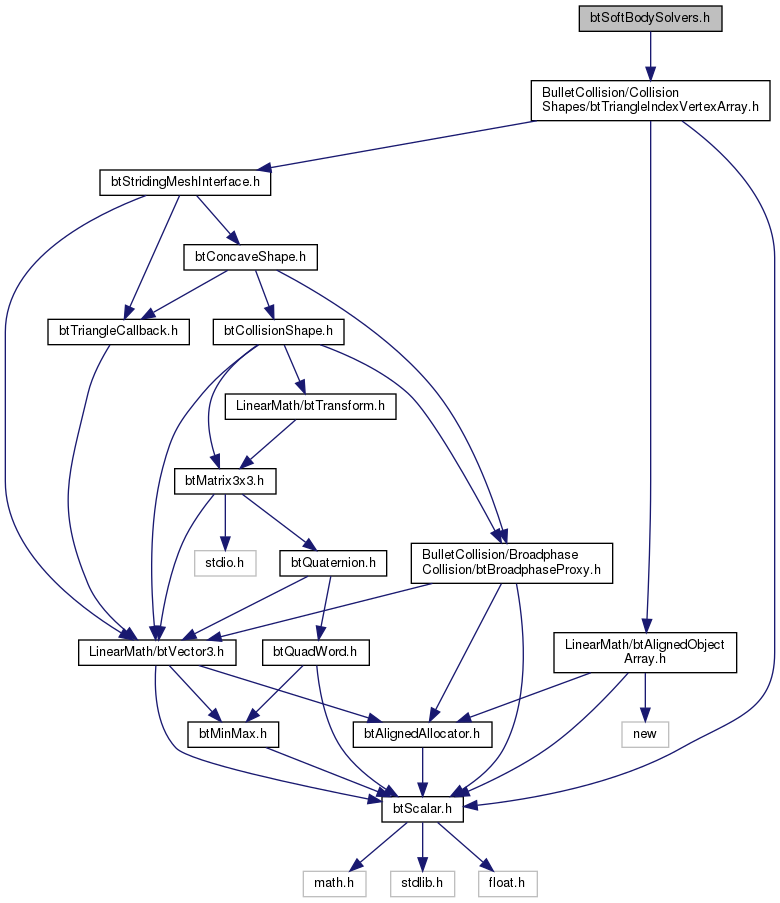 btSoftBodySolvers.h
BulletCollision/Collision
Shapes/btTriangleIndexVertexArray.h
btStridingMeshInterface.h
btConcaveShape.h
btTriangleCallback.h
btCollisionShape.h
LinearMath/btTransform.h
btMatrix3x3.h
stdio.h
btQuaternion.h
BulletCollision/Broadphase
Collision/btBroadphaseProxy.h
LinearMath/btVector3.h
btQuadWord.h
LinearMath/btAlignedObject
Array.h
btMinMax.h
btAlignedAllocator.h
new
btScalar.h
math.h
stdlib.h
float.h